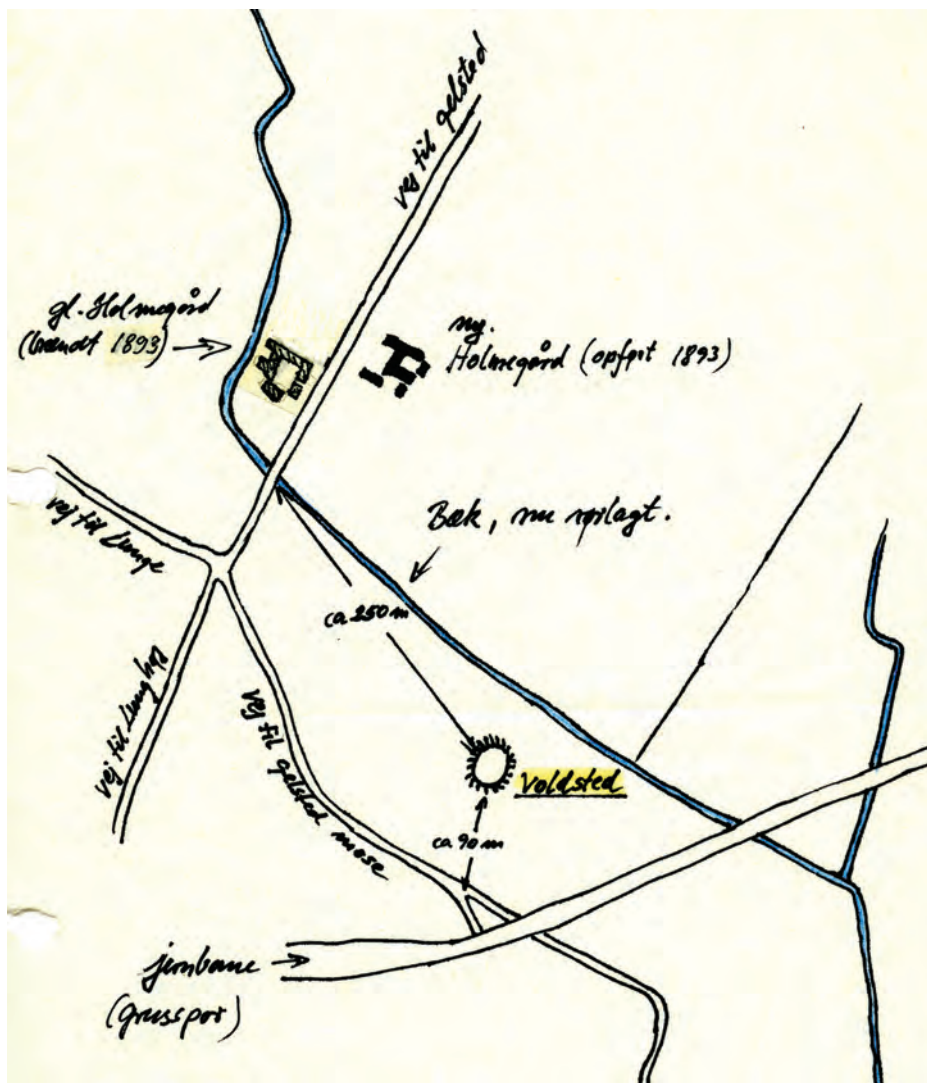 vej til Gelsted
gl. Holmegård
(brændt 1893)
ny.
Holmegård (opført 1893)
vej til Lunge
Bæk, nu sløjfet.
ca 250 m
vej til Lunghøj
vej til Gelsted mose
Voldsted
ca 90 m
jernbane
(grusspor)